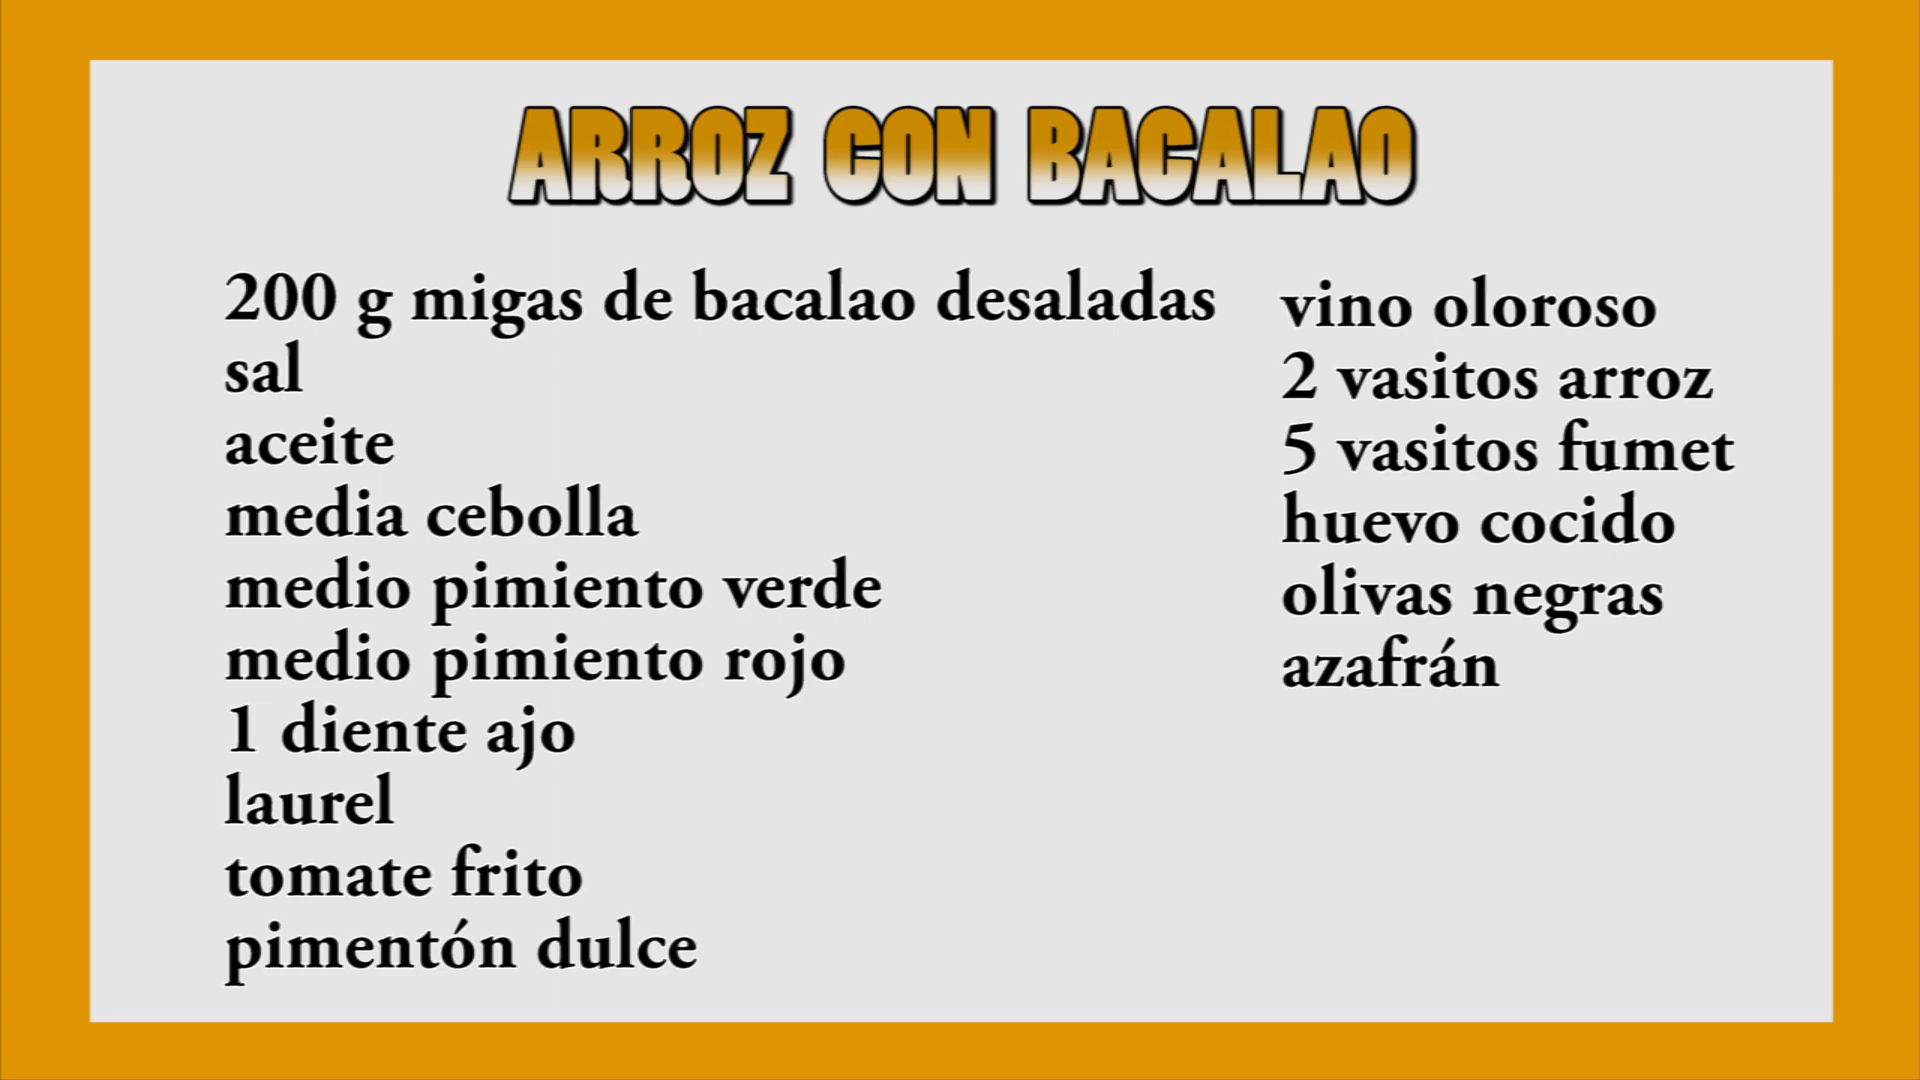 ARROZ CON BACALAO
200 g migas de bacalao desaladas
sal
aceite
media cebolla
medio pimiento verde
medio pimiento rojo
1 diente ajo
laurel
tomate frito
pimentón dulce
vino oloroso
2 vasitos arroz
5 vasitos fumet
huevo cocido
olivas negras
azafrán